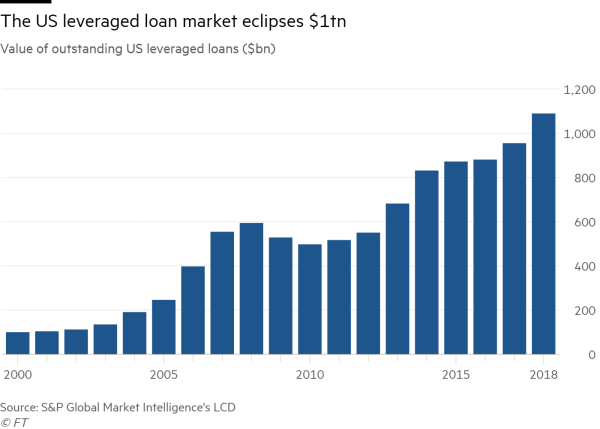 The US leveraged loan market eclipses $1tn
Value of outstanding US leveraged loans ($bn)
1,200
1,000
800
600
400
200
0
2000 2005 2010 2015 2018
Source: S&P Global Market Intelligence's LCD
© FT